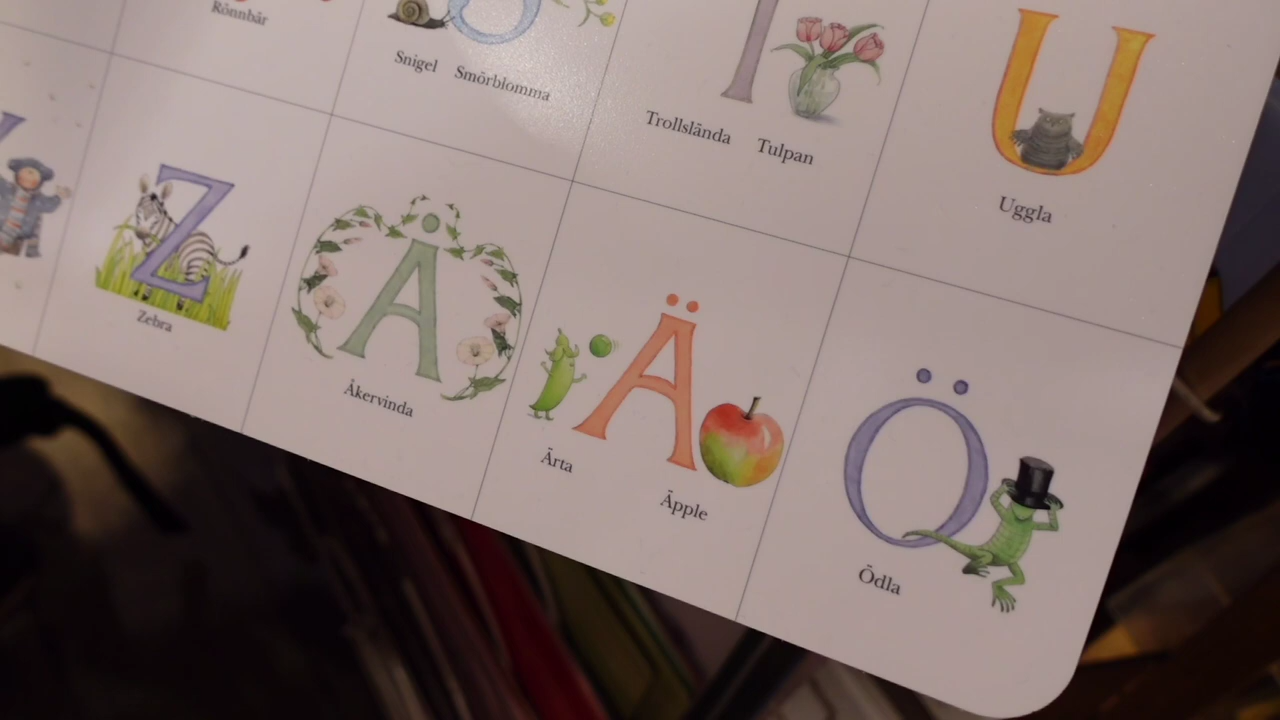 Rönnbär
S
Snigel Smörblomma
T
Trollslända Tulpan
U
Uggla
Z
Zebra
Å
Åkervinda
Ä
Ärta
Äpple
Ö
Ödla